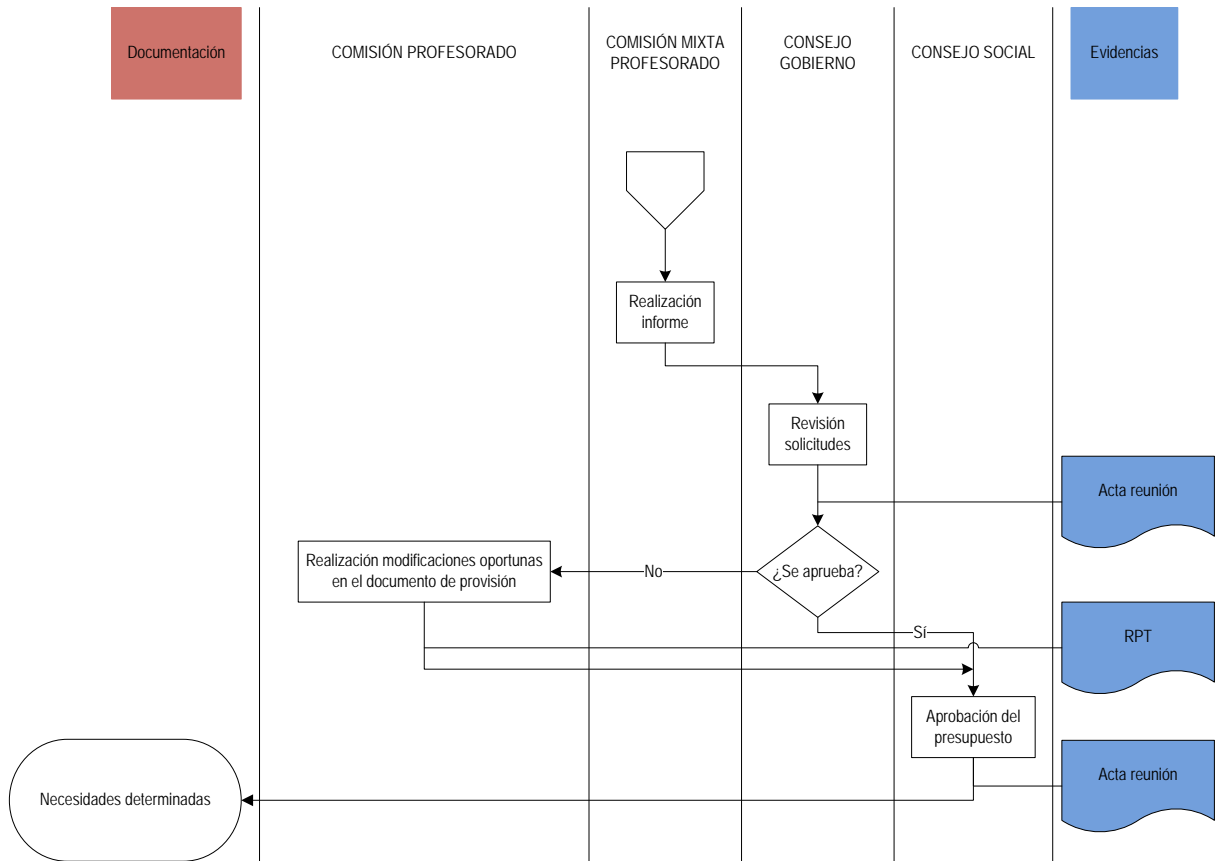 Documentación
COMISIÓN PROFESORADO
COMISIÓN MIXTA
PROFESORADO
CONSEJO
GOBIERNO
CONSEJO SOCIAL
Evidencias
Realización
informe
Revisión
solicitudes
Acta reunión
Realización modificaciones oportunas
en el documento de provisión
No
¿Se aprueba?
Sí
RPT
Aprobación del
presupuesto
Necesidades determinadas
Acta reunión